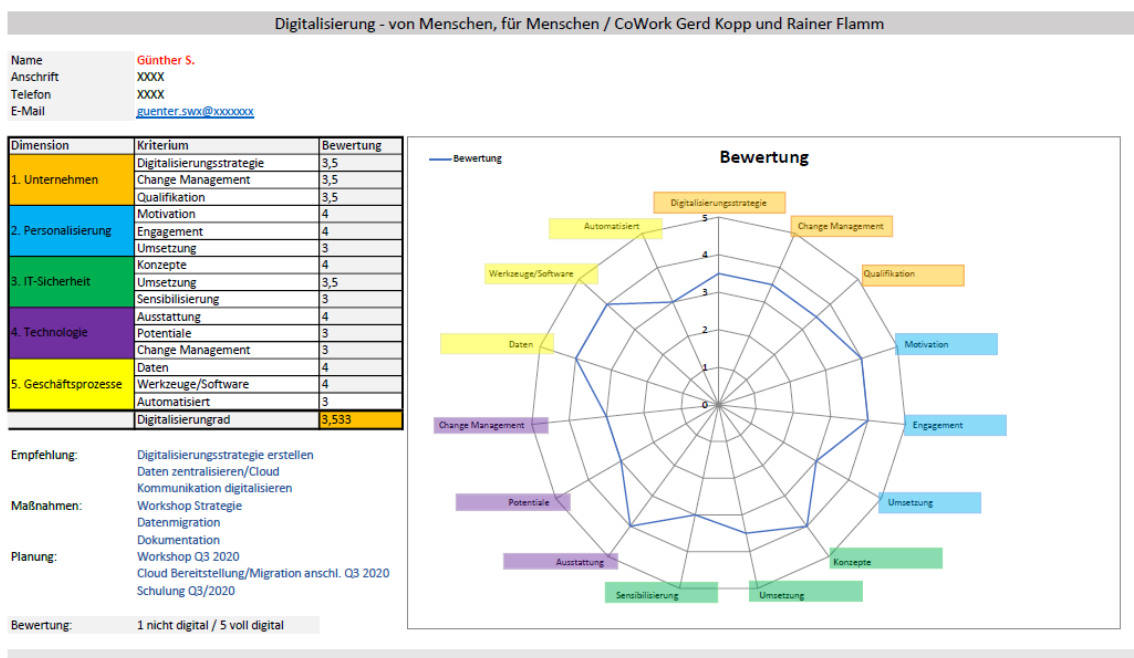 Digitalisierung - von Menschen, für Menschen / CoWork Gerd Kopp und Rainer Flamm
Name Günther S.
Anschrift XXXX
Telefon XXXX
E-Mail guenter.swx@xxxxxxx
Dimension Kriterium Bewertung
1. Unternehmen
Digitalisierungsstrategie 3,5
Change Management 3,5
Qualifikation 3,5
2. Personalisierung
Motivation 4
Engagement 4
Umsetzung 3
3. IT-Sicherheit
Konzepte 4
Umsetzung 3,5
Sensibilisierung 3
4. Technologie
Ausstattung 4
Potentiale 3
Change Management 3
5. Geschäftsprozesse
Daten 4
Werkzeuge/Software 4
Automatisiert 3
Digitalisierungrad 3,533
Empfehlung: Digitalisierungsstrategie erstellen
Daten zentralisieren/Cloud
Kommunikation digitalisieren
Maßnahmen: Workshop Strategie
Datenmigration
Dokumentation
Planung: Workshop Q3 2020
Cloud Bereitstellung/Migration anschl. Q3 2020
Schulung Q3/2020
Bewertung: 1 nicht digital / 5 voll digital
Bewertung
Bewertung
Digitalisierungsstrategie
Change Management
Qualifikation
Motivation
Engagement
Umsetzung
Konzepte
Umsetzung
Sensibilisierung
Ausstattung
Potentiale
Change Management
Daten
Werkzeuge/Software
Automatisiert
5
4
3
2
1
0